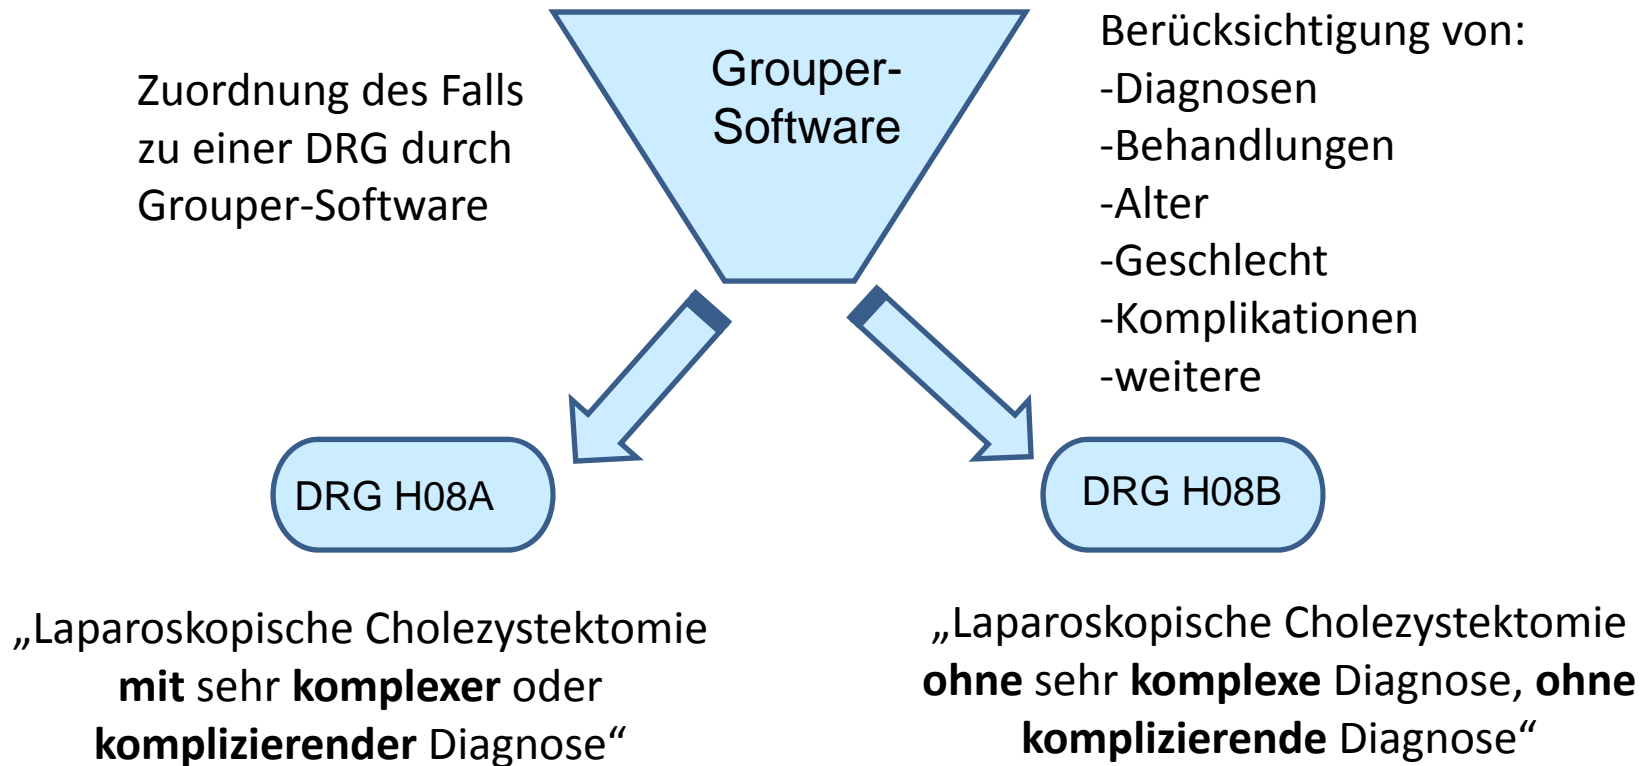 Zuordnung des Falls
zu einer DRG durch
Grouper-Software
Grouper-
Software
Berücksichtigung von:
-Diagnosen
-Behandlungen
-Alter
-Geschlecht
-Komplikationen
-weitere
DRG H08A
DRG H08B
„Laparoskopische Cholezystektomie
mit sehr komplexer oder
komplizierender Diagnose“
„Laparoskopische Cholezystektomie
ohne sehr komplexe Diagnose, ohne
komplizierende Diagnose“